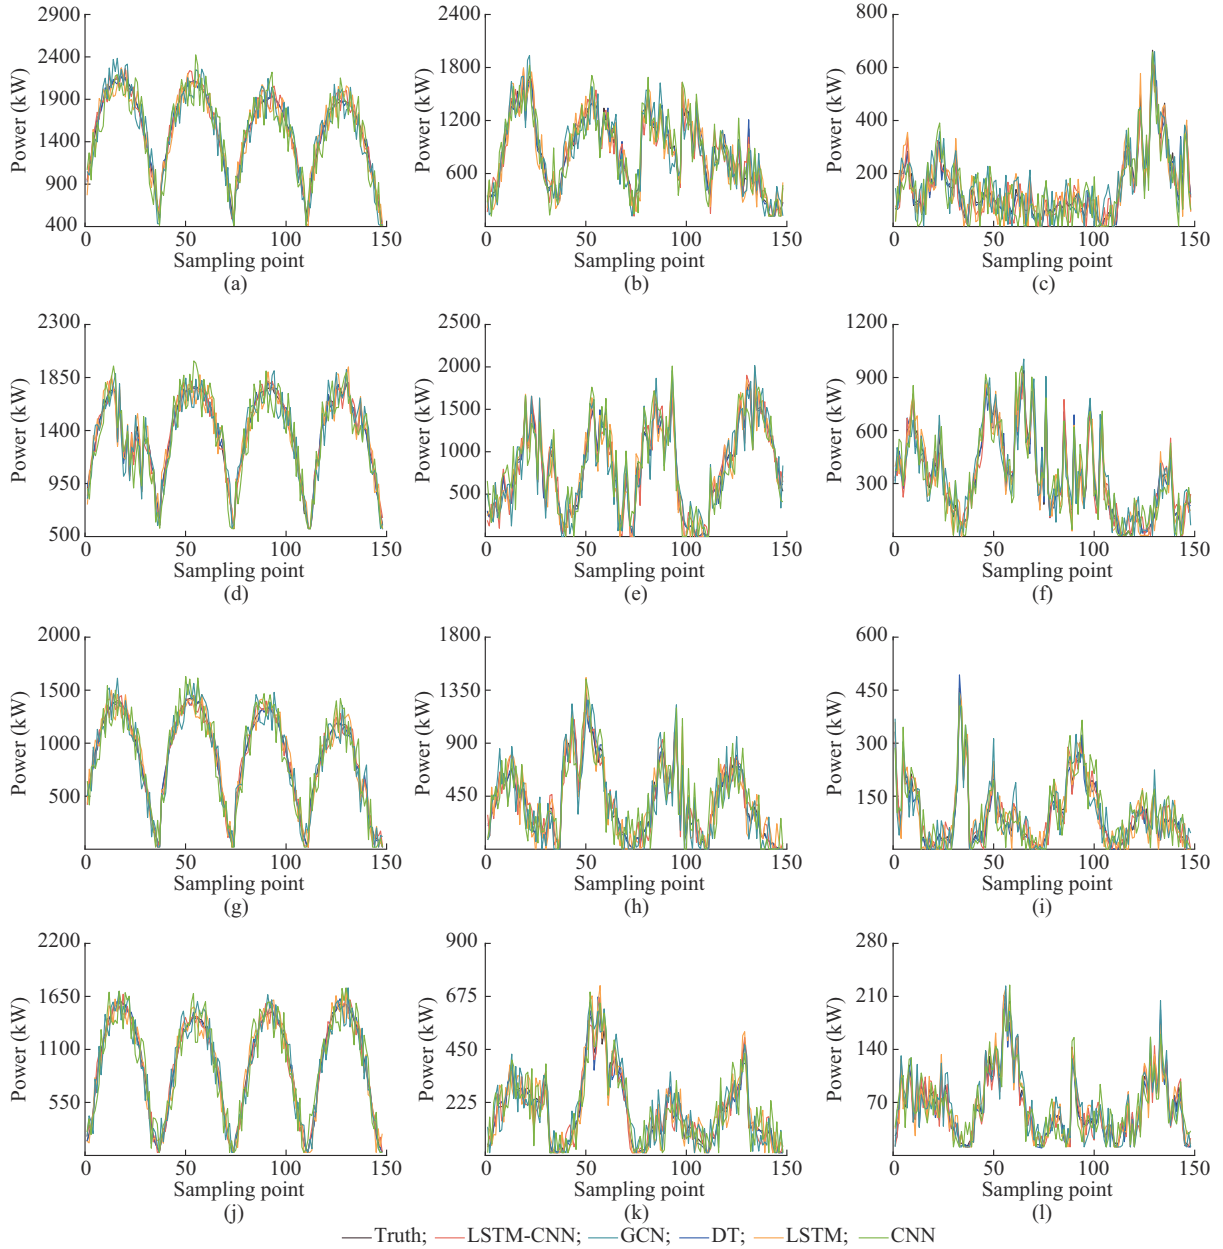 2900
2400
1900
1400
900
400
Power (kW)
0
50
100
150
Sampling point
(a)
2400
1800
1200
600
Power (kW)
0
50
100
150
Sampling point
(b)
800
600
400
200
Power (kW)
0
50
100
150
Sampling point
(c)
2300
1850
1400
950
500
Power (kW)
0
50
100
150
Sampling point
(d)
2500
2000
1500
1000
500
Power (kW)
0
50
100
150
Sampling point
(e)
1200
900
600
300
Power (kW)
0
50
100
150
Sampling point
(f)
2000
1500
1000
500
Power (kW)
0
50
100
150
Sampling point
(g)
1800
1350
900
450
Power (kW)
0
50
100
150
Sampling point
(h)
600
450
300
150
Power (kW)
0
50
100
150
Sampling point
(i)
2200
1650
1100
550
Power (kW)
0
50
100
150
Sampling point
(j)
900
675
450
225
Power (kW)
0
50
100
150
Sampling point
(k)
280
210
140
70
Power (kW)
0
50
100
150
Sampling point
(l)
Truth; LSTM-CNN; GCN; DT; LSTM; CNN